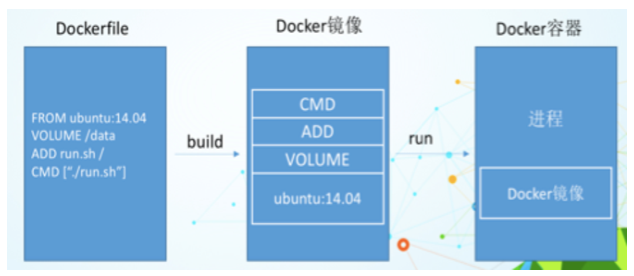 Dockerfile
Docker镜像
Docker容器
FROM ubuntu:14.04
VOLUME /data
ADD run.sh /
CMD ["./run.sh"]
build
CMD
ADD
VOLUME
ubuntu:14.04
run
进程
Docker镜像